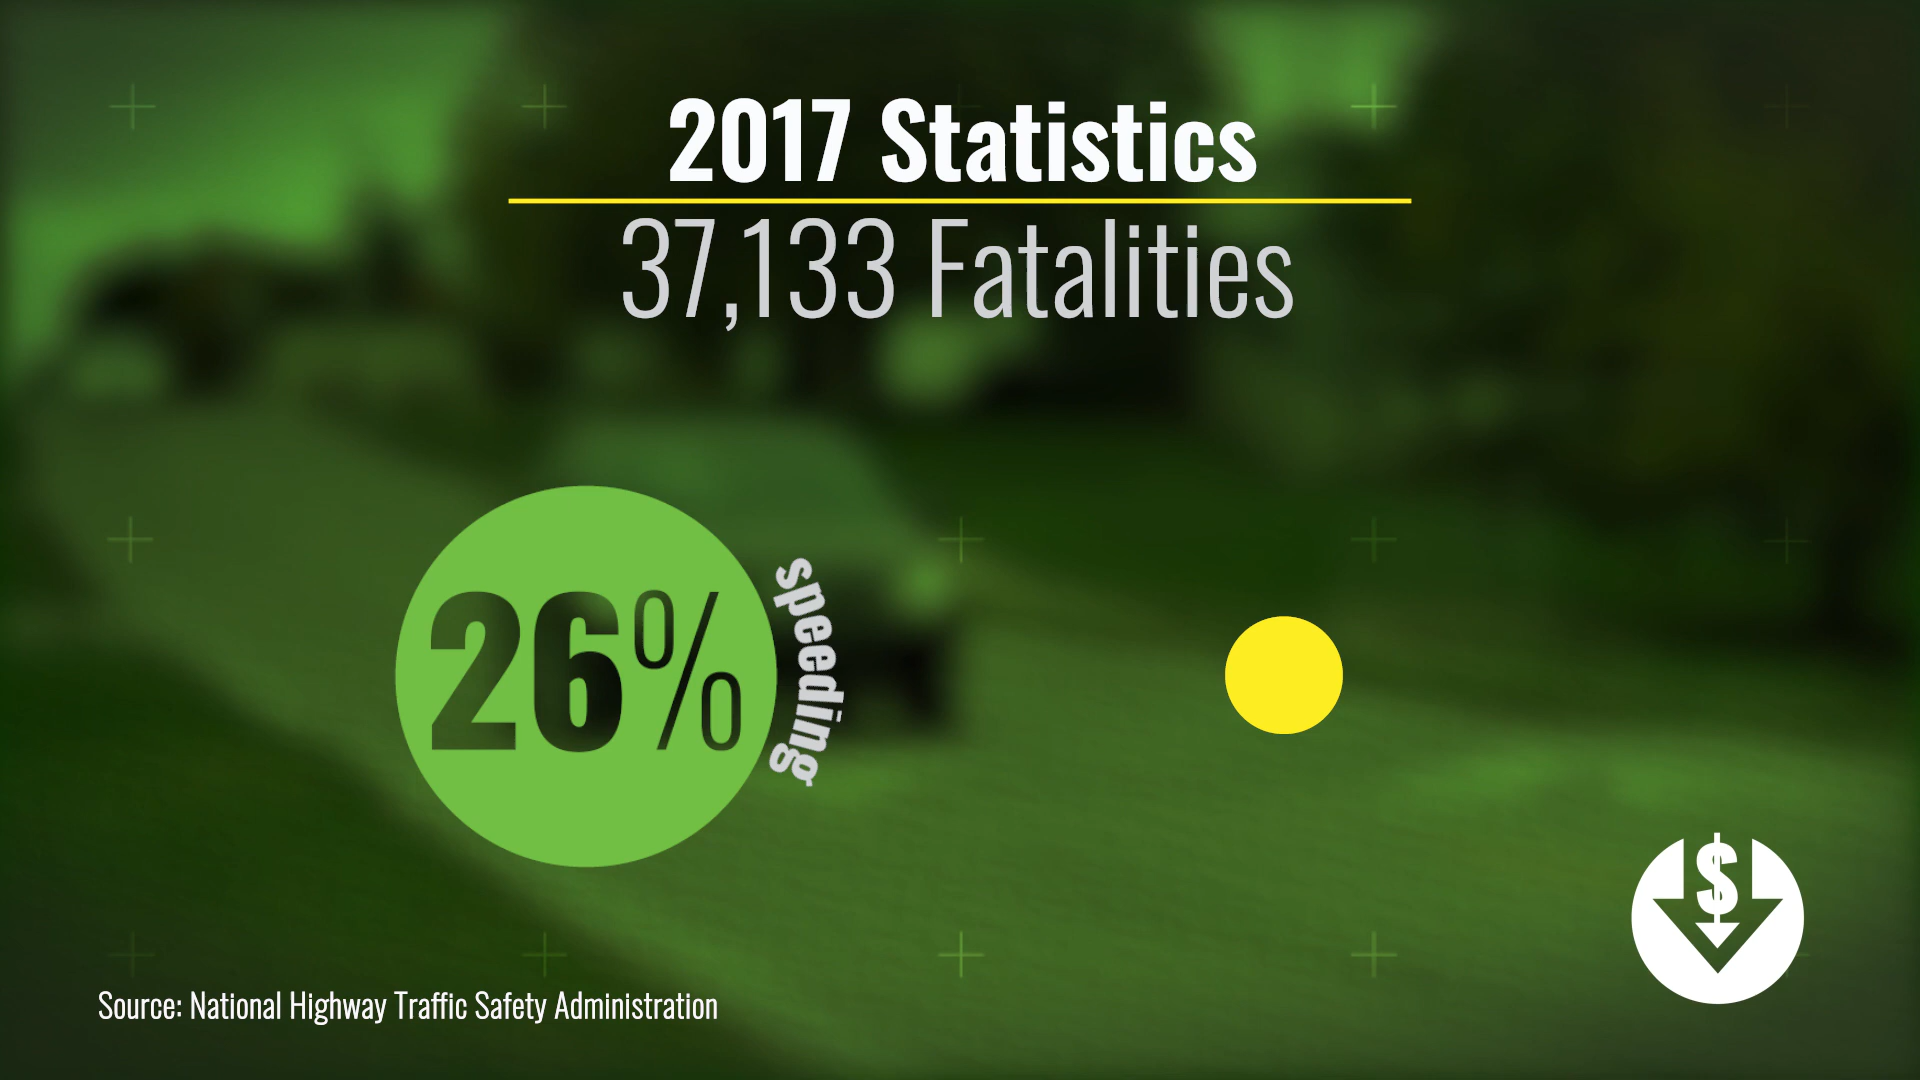 2017 Statistics
37,133 Fatalities
26%
speeding
$
Source: National Highway Traffic Safety Administration